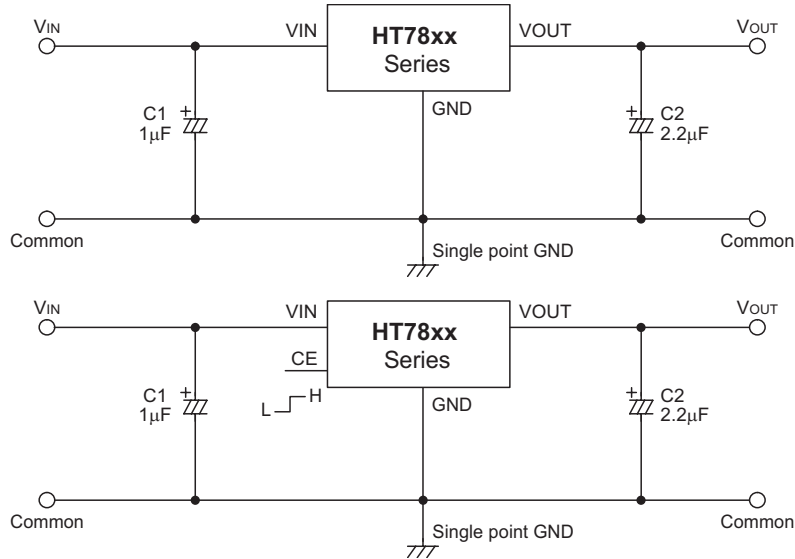 VIN VIN HT78xx VOUT VOUT
Series
GND
C1 + + C2
1μF 2.2μF
Common Single point GND Common
VIN VIN HT78xx VOUT VOUT
Series
CE
L H GND
C1 + + C2
1μF 2.2μF
Common Single point GND Common